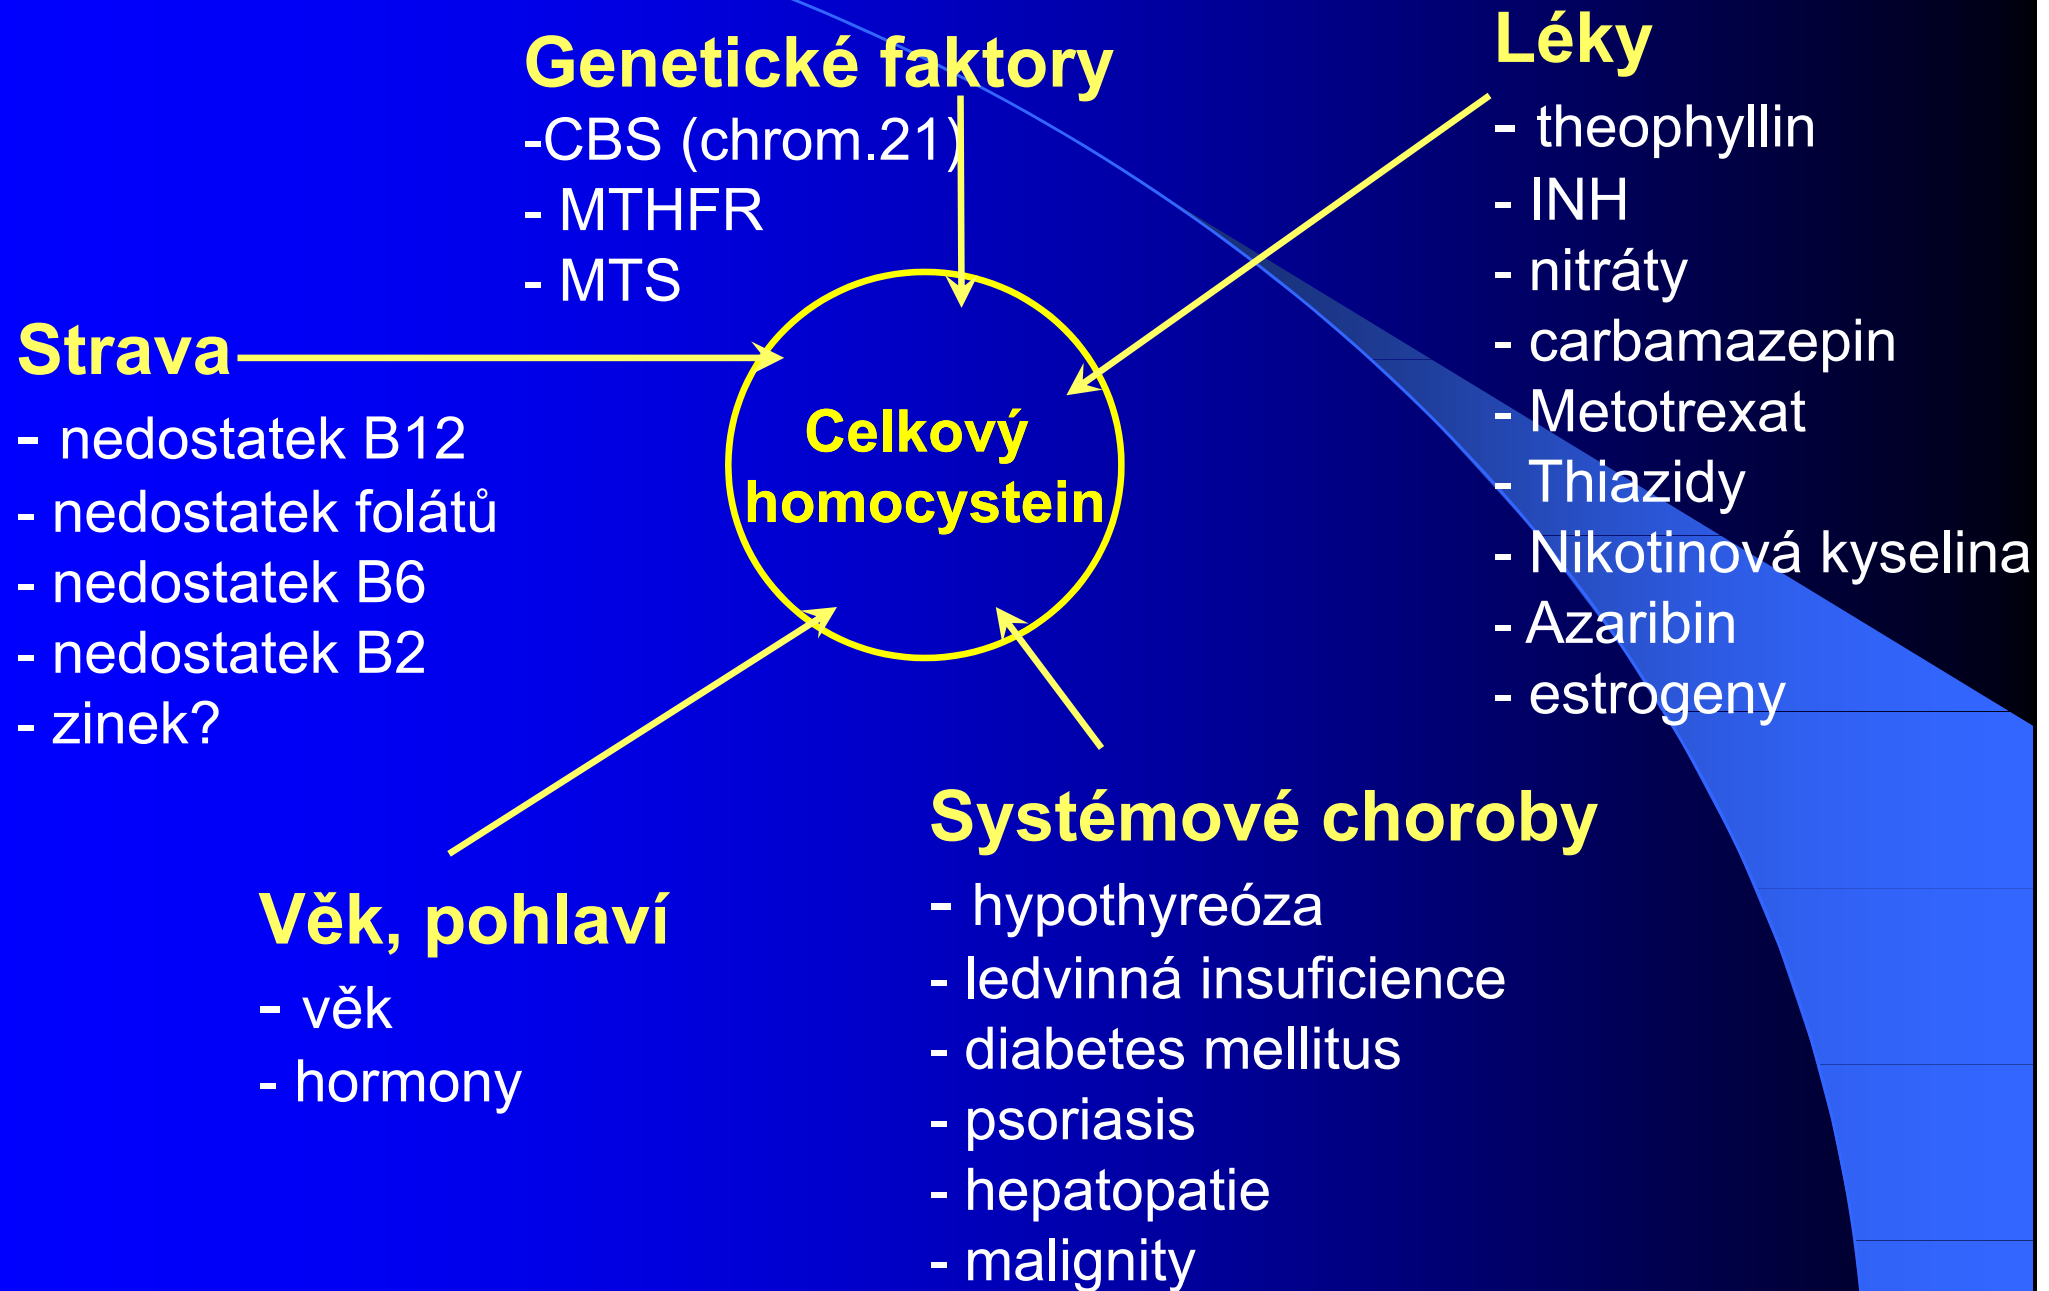 Genetické faktory
-CBS (chrom.21)
- MTHFR
- MTS
Léky
- theophyllin
- INH
- nitráty
- carbamazepin
- Metotrexat
- Thiazidy
- Nikotinová kyselina
- Azaribin
- estrogeny
Strava
- nedostatek B12
- nedostatek folátů
- nedostatek B6
- nedostatek B2
- zinek?
Celkový
homocystein
Věk, pohlaví
- věk
- hormony
Systémové choroby
- hypothyreóza
- ledvinná insuficience
- diabetes mellitus
- psoriasis
- hepatopatie
- malignity